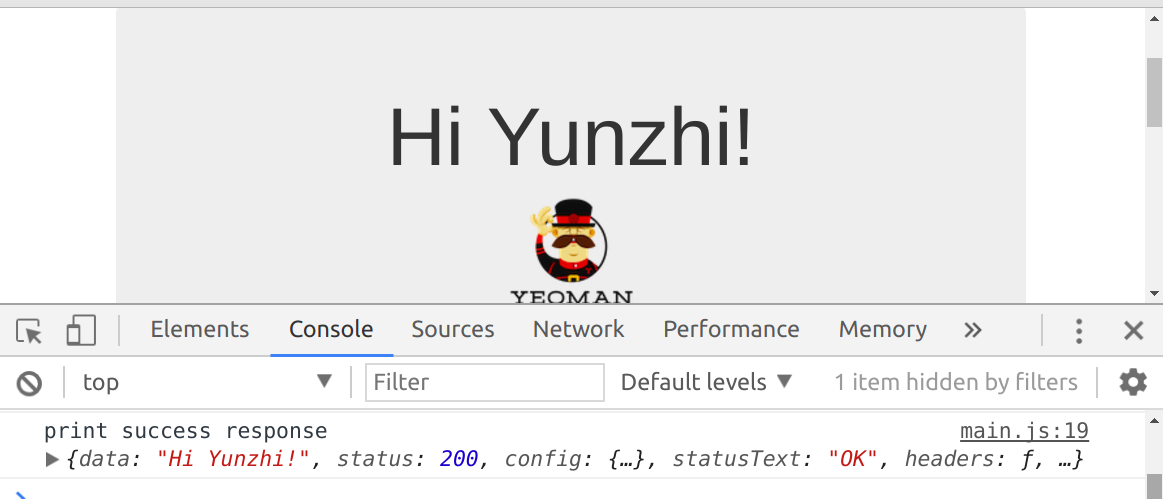 Hi Yunzhi!
YEOMAN
Elements Console Sources Network Performance Memory »
top ▼ Filter Default levels ▼ 1 item hidden by filters
print success response main.js:19
▶ {data: "Hi Yunzhi!", status: 200, config: {…}, statusText: "OK", headers: ƒ, …}